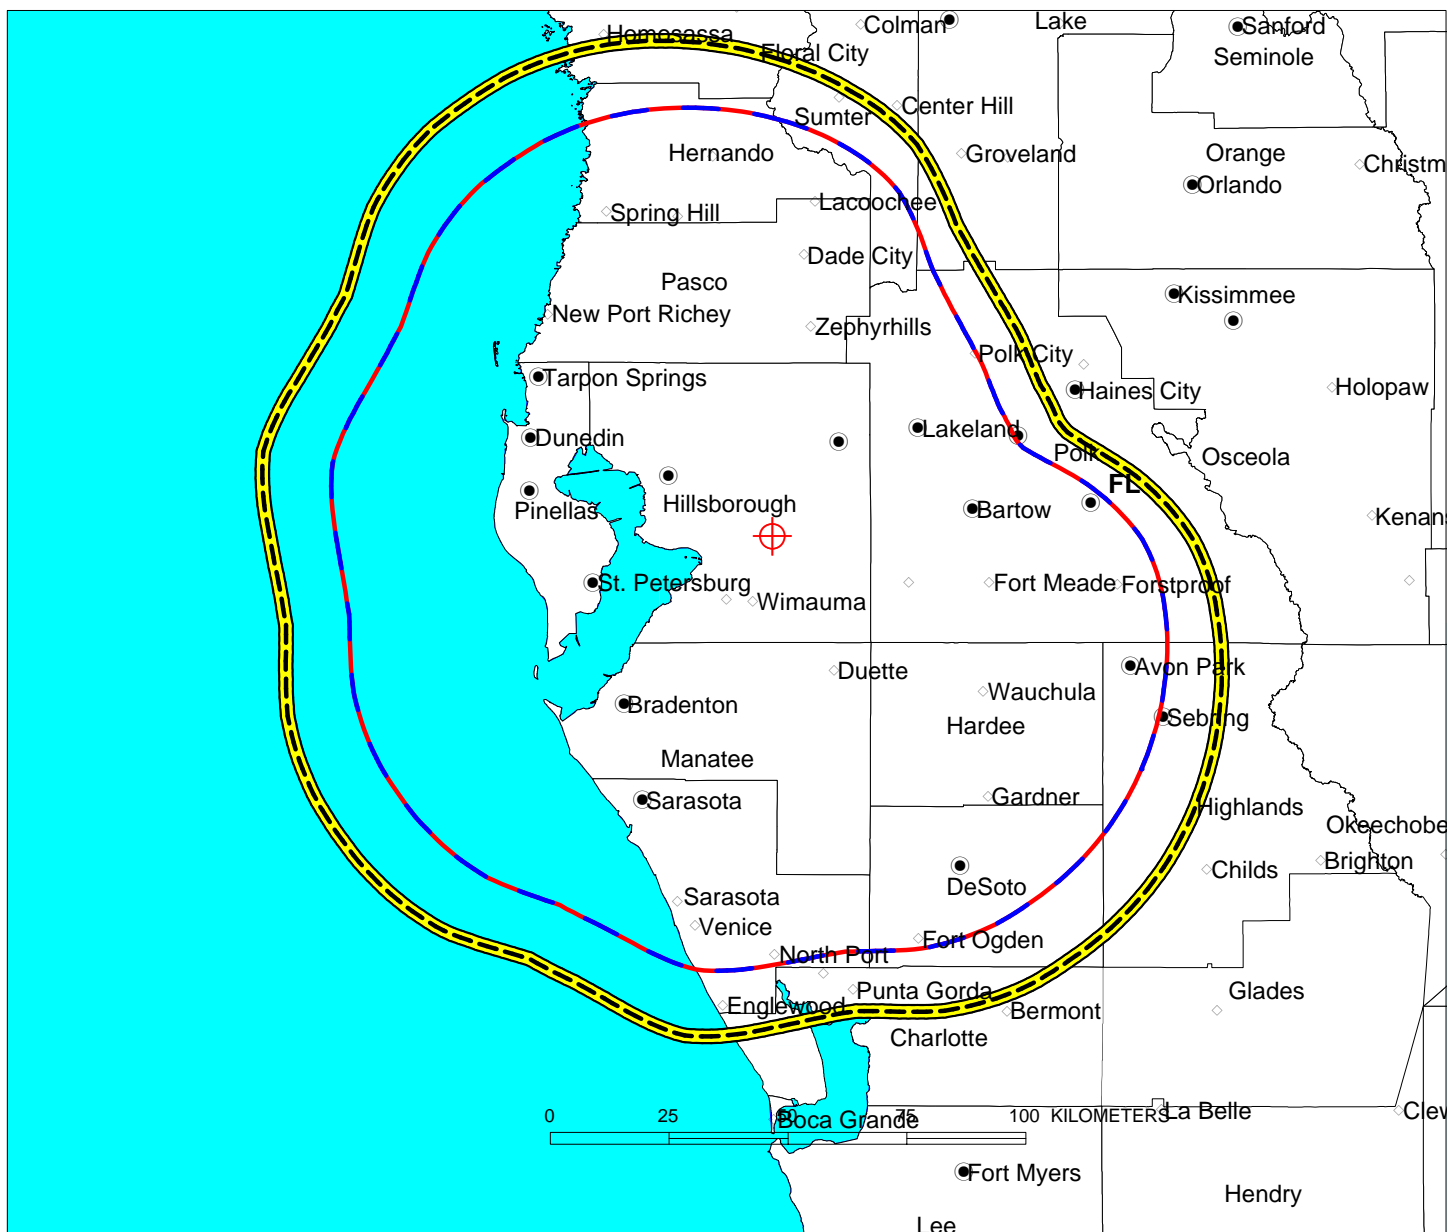 Lake
Colman
Sanford
Homosassa
Floral City
Seminole
Center Hill
Sumter
Hernando
Groveland
Orange
Christm
Orlando
Lacoochee
Spring Hill
Dade City
Pasco
Kissimmee
New Port Richey
Zephyrhills
Polk City
Tarpon Springs
Haines City
Holopaw
Lakeland
Dunedin
Polk
Osceola
FL
Hillsborough
Pinellas
Bartow
Kenans
St. Petersburg
Fort Meade
Forstproof
Wimauma
Avon Park
Duette
Wauchula
Bradenton
Sebring
Hardee
Manatee
Gardner
Sarasota
Highlands
Okeechobe
Brighton
Childs
DeSoto
Sarasota
Venice
Fort Ogden
North Port
Punta Gorda
Glades
Englewood
Bermont
Charlotte
0 25 50 75 100 KILOMETERS
Boca Grande
La Belle
Clew
Fort Myers
Hendry
Lee